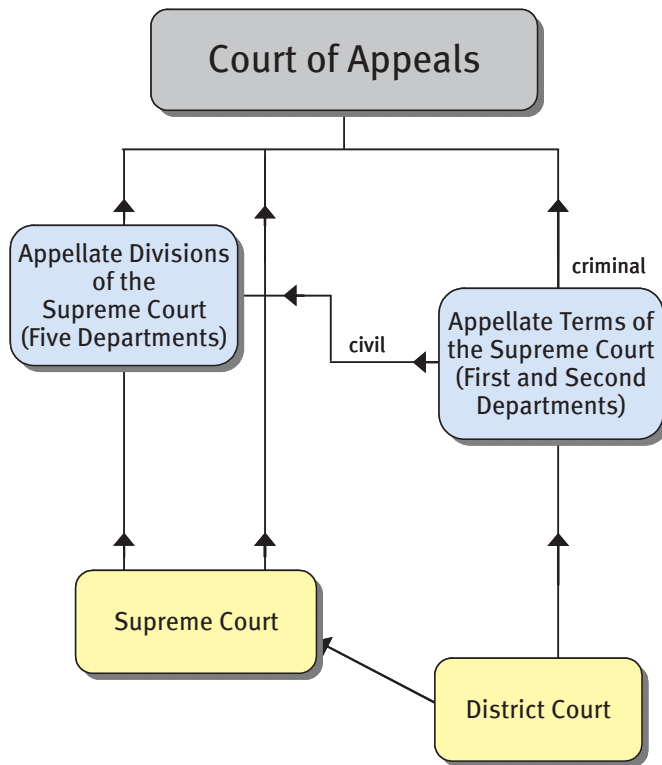 Court of Appeals
Appellate Divisions
of the
Supreme Court
(Five Departments)
criminal
civil
Appellate Terms of
the Supreme Court
(First and Second
Departments)
Supreme Court
District Court